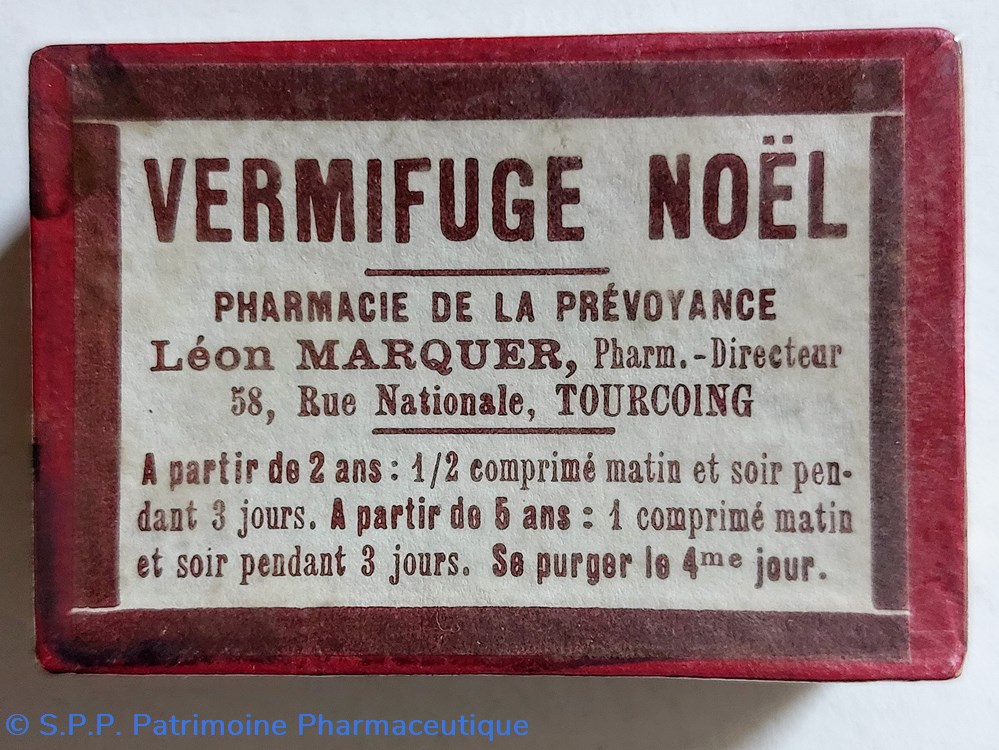 VERMIFUGE NOËL
PHARMACIE DE LA PRÉVOYANCE
Léon MARQUER, Pharm.-Directeur
58, Rue Nationale, TOURCOING
A partir de 2 ans : 1/2 comprimé matin et soir pen-
dant 3 jours. A partir de 5 ans : 1 comprimé matin
et soir pendant 3 jours. Se purger le 4me jour.
© S.P.P. Patrimoine Pharmaceutique